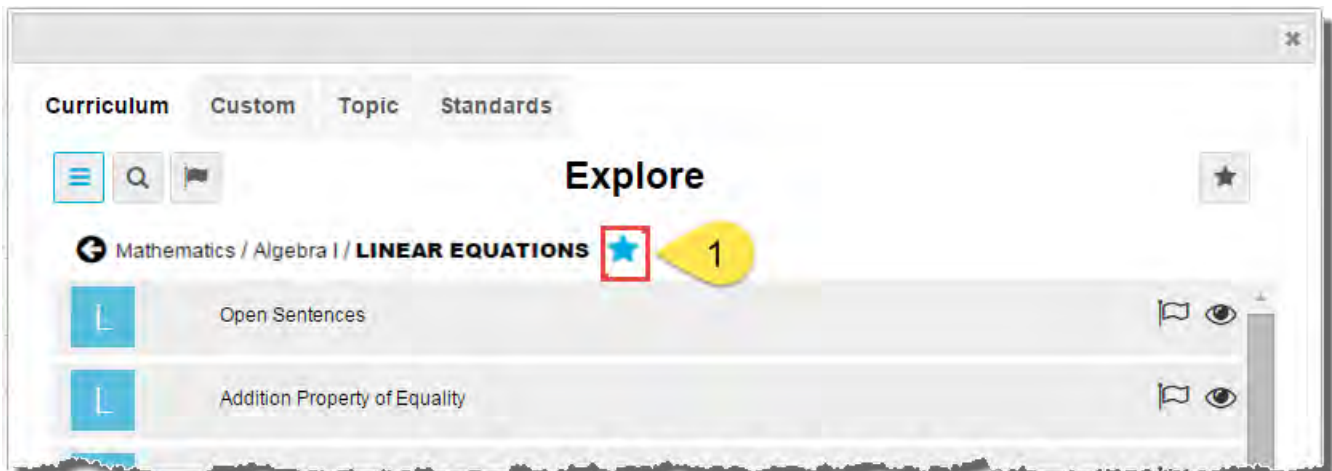 Curriculum Custom Topic Standards
Explore
Mathematics / Algebra I / LINEAR EQUATIONS 1
L Open Sentences
L Addition Property of Equality